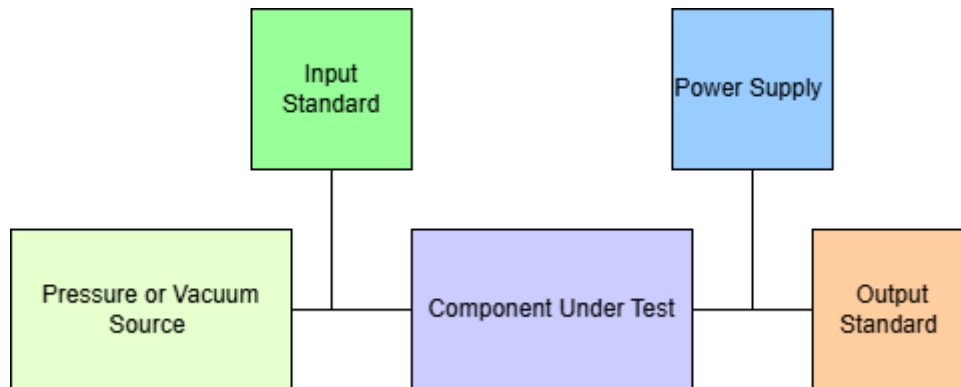 Input
Standard
Power Supply
Pressure or Vacuum
Source
Component Under Test
Output
Standard